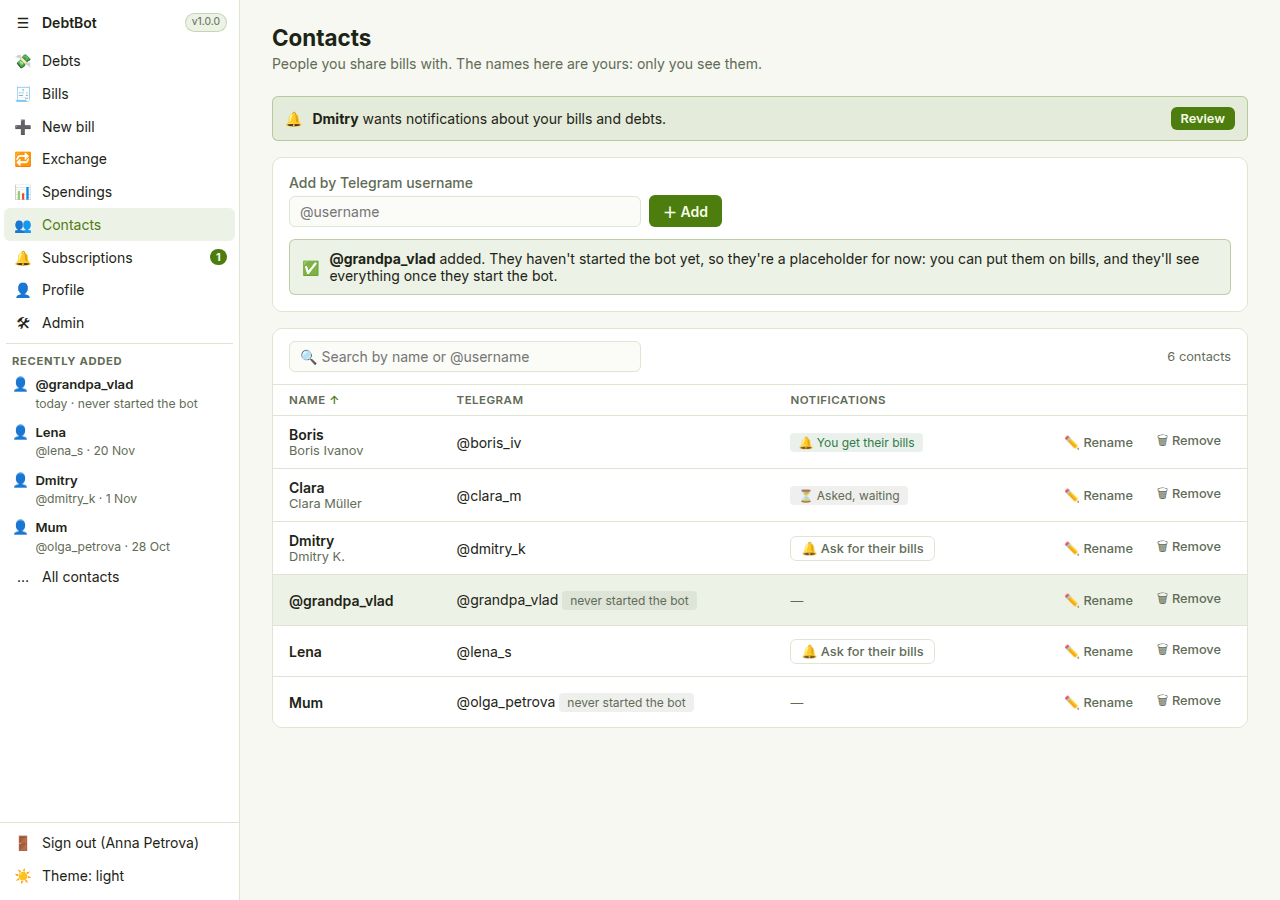 ☰ DebtBot v1.0.0
💸 Debts
🧾 Bills
➕ New bill
🔁 Exchange
📊 Spendings
👥 Contacts
🔔 Subscriptions 1
👤 Profile
🛠 Admin
RECENTLY ADDED
👤 @grandpa_vlad
today · never started the bot
👤 Lena
@lena_s · 20 Nov
👤 Dmitry
@dmitry_k · 1 Nov
👤 Mum
@olga_petrova · 28 Oct
… All contacts
🚪 Sign out (Anna Petrova)
☀️ Theme: light
Contacts
People you share bills with. The names here are yours: only you see them.
🔔 Dmitry wants notifications about your bills and debts. Review
Add by Telegram username
@username + Add
✅ @grandpa_vlad added. They haven't started the bot yet, so they're a placeholder for now: you can put them on bills, and they'll see
everything once they start the bot.
🔍 Search by name or @username 6 contacts
NAME ↑ TELEGRAM NOTIFICATIONS
Boris @boris_iv 🔔 You get their bills ✏️ Rename 🗑 Remove
Boris Ivanov
Clara @clara_m ⏳ Asked, waiting ✏️ Rename 🗑 Remove
Clara Müller
Dmitry @dmitry_k 🔔 Ask for their bills ✏️ Rename 🗑 Remove
Dmitry K.
@grandpa_vlad @grandpa_vlad never started the bot — ✏️ Rename 🗑 Remove
Lena @lena_s 🔔 Ask for their bills ✏️ Rename 🗑 Remove
Mum @olga_petrova never started the bot — ✏️ Rename 🗑 Remove